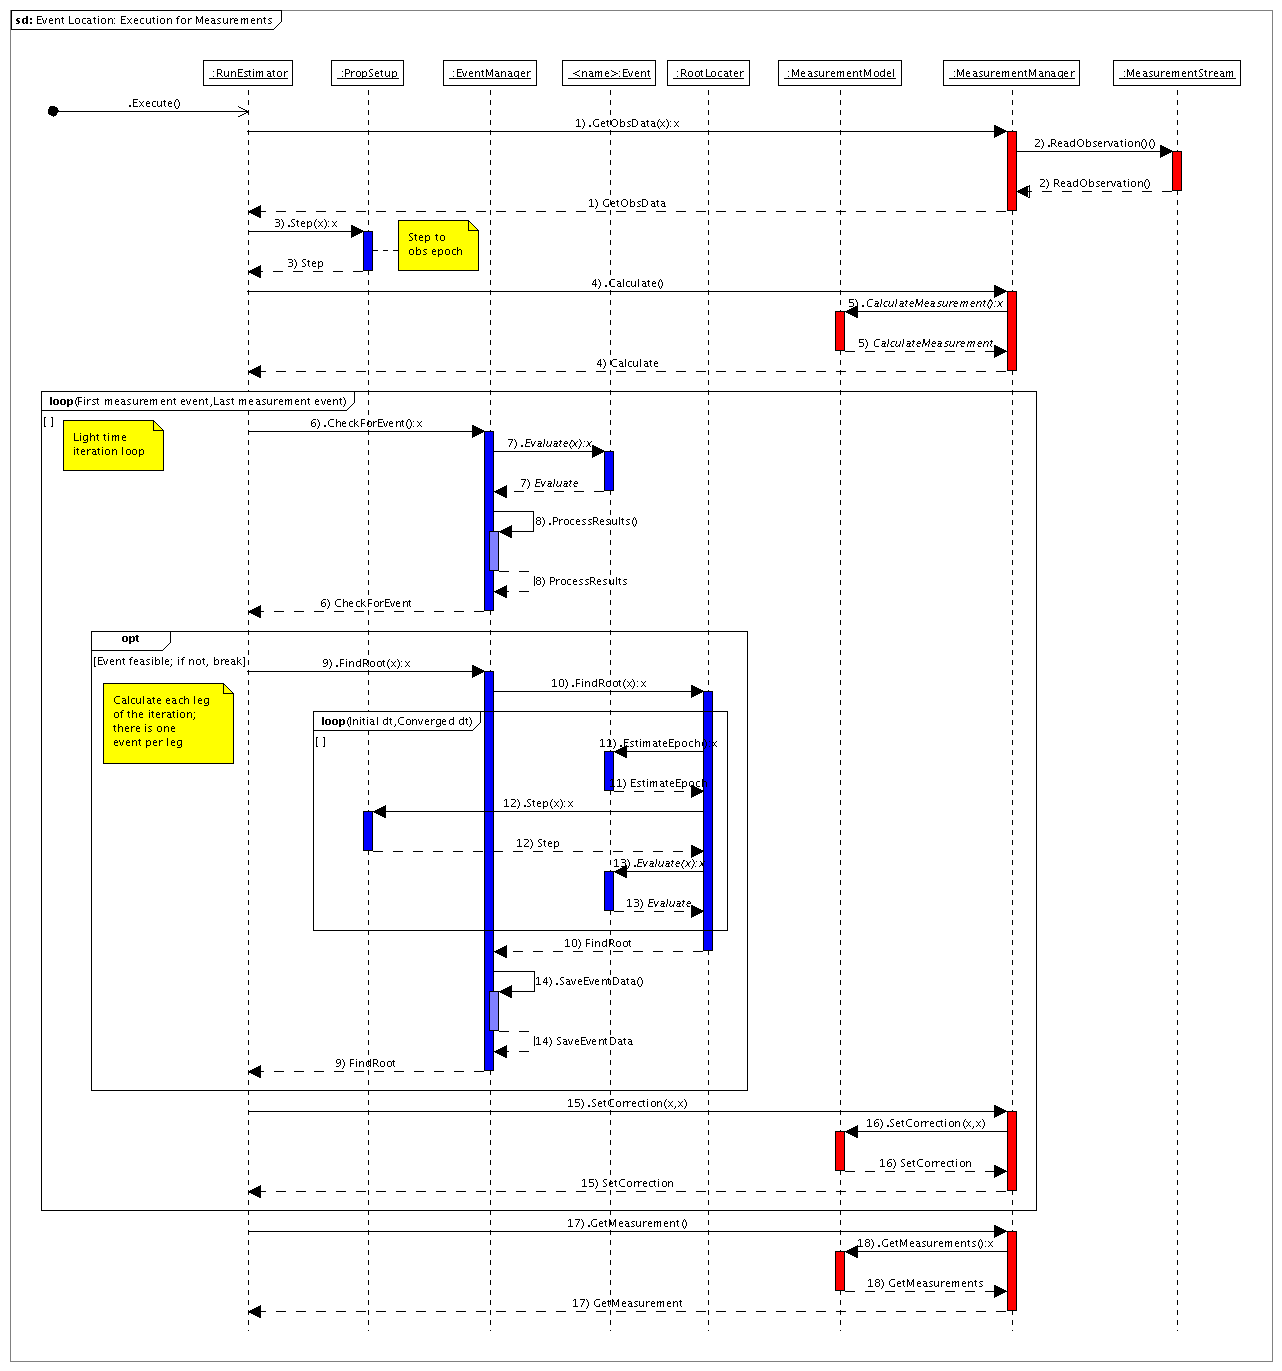 sd: Event Location: Execution for Measurements
:RunEstimator
:PropSetup
:EventManager
<name>:Event
:RootLocater
:MeasurementModel
:MeasurementManager
:MeasurementStream
.Execute()
1) .GetObsData(x): x
2) .ReadObservation()()
2) ReadObservation()
1) GetObsData
3) .Step(x): x
Step to
obs epoch
3) Step
4) .Calculate()
5) .CalculateMeasurement(): x
5) CalculateMeasurement
4) Calculate
loop(First measurement event,Last measurement event)
[ ]
Light time
iteration loop
6) .CheckForEvent(): x
7) .Evaluate(x): x
7) Evaluate
8) .ProcessResults()
8) ProcessResults
6) CheckForEvent
opt
[Event feasible; if not, break]
9) .FindRoot(x): x
Calculate each leg
of the iteration;
there is one
event per leg
10) .FindRoot(x): x
loop(Initial dt,Converged dt)
[ ]
11) .EstimateEpoch(): x
11) EstimateEpoch
12) .Step(x): x
12) Step
13) .Evaluate(x): x
13) Evaluate
10) FindRoot
14) .SaveEventData()
14) SaveEventData
9) FindRoot
15) .SetCorrection(x,x)
16) .SetCorrection(x,x)
16) SetCorrection
15) SetCorrection
17) .GetMeasurement()
18) .GetMeasurements(): x
18) GetMeasurements
17) GetMeasurement